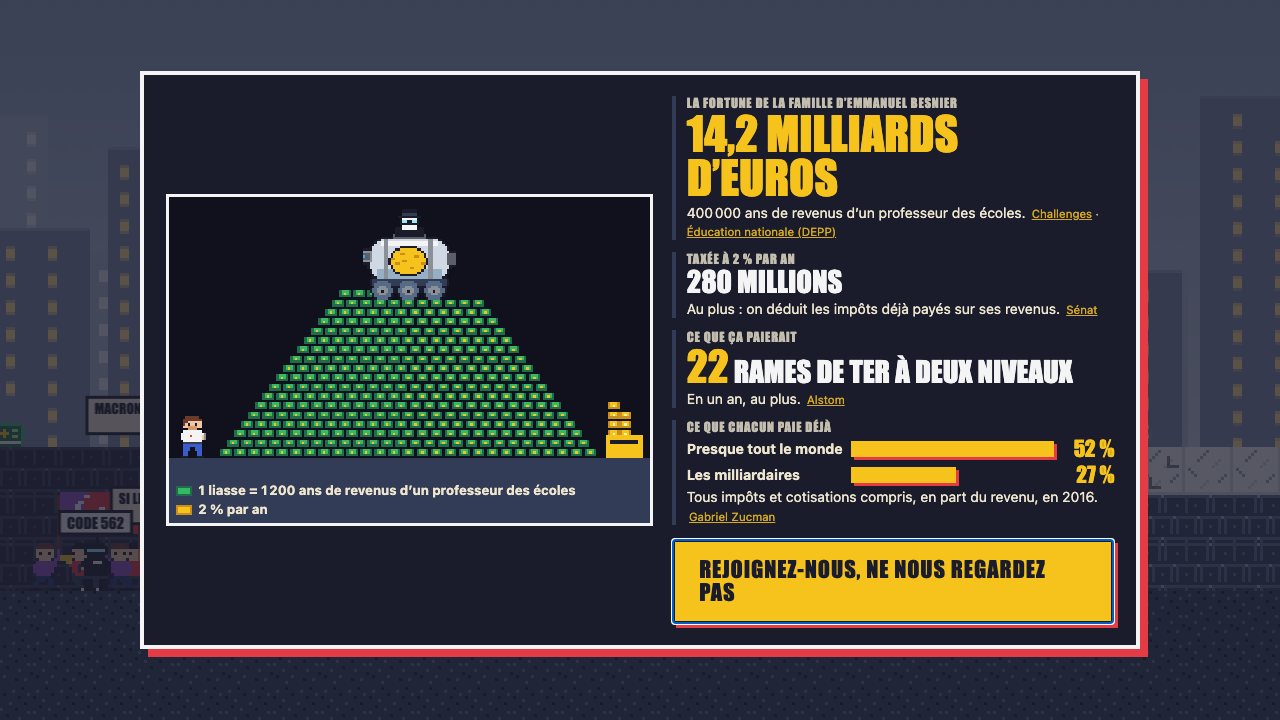 LA FORTUNE DE LA FAMILLE D'EMMANUEL BESNIER
14,2 MILLIARDS
D'EUROS
400 000 ans de revenus d'un professeur des écoles. Challenges ·
Éducation nationale (DEPP)
TAXÉE À 2 % PAR AN
280 MILLIONS
Au plus : on déduit les impôts déjà payés sur ses revenus. Sénat
CE QUE ÇA PAIERAIT
22 RAMES DE TER À DEUX NIVEAUX
En un an, au plus. Alstom
CE QUE CHACUN PAIE DÉJÀ
Presque tout le monde 52 %
Les milliardaires 27 %
Tous impôts et cotisations compris, en part du revenu, en 2016.
Gabriel Zucman
REJOIGNEZ-NOUS, NE NOUS REGARDEZ
PAS
1 liasse = 1 200 ans de revenus d'un professeur des écoles
2 % par an
MACRON
SI L'
CODE 562